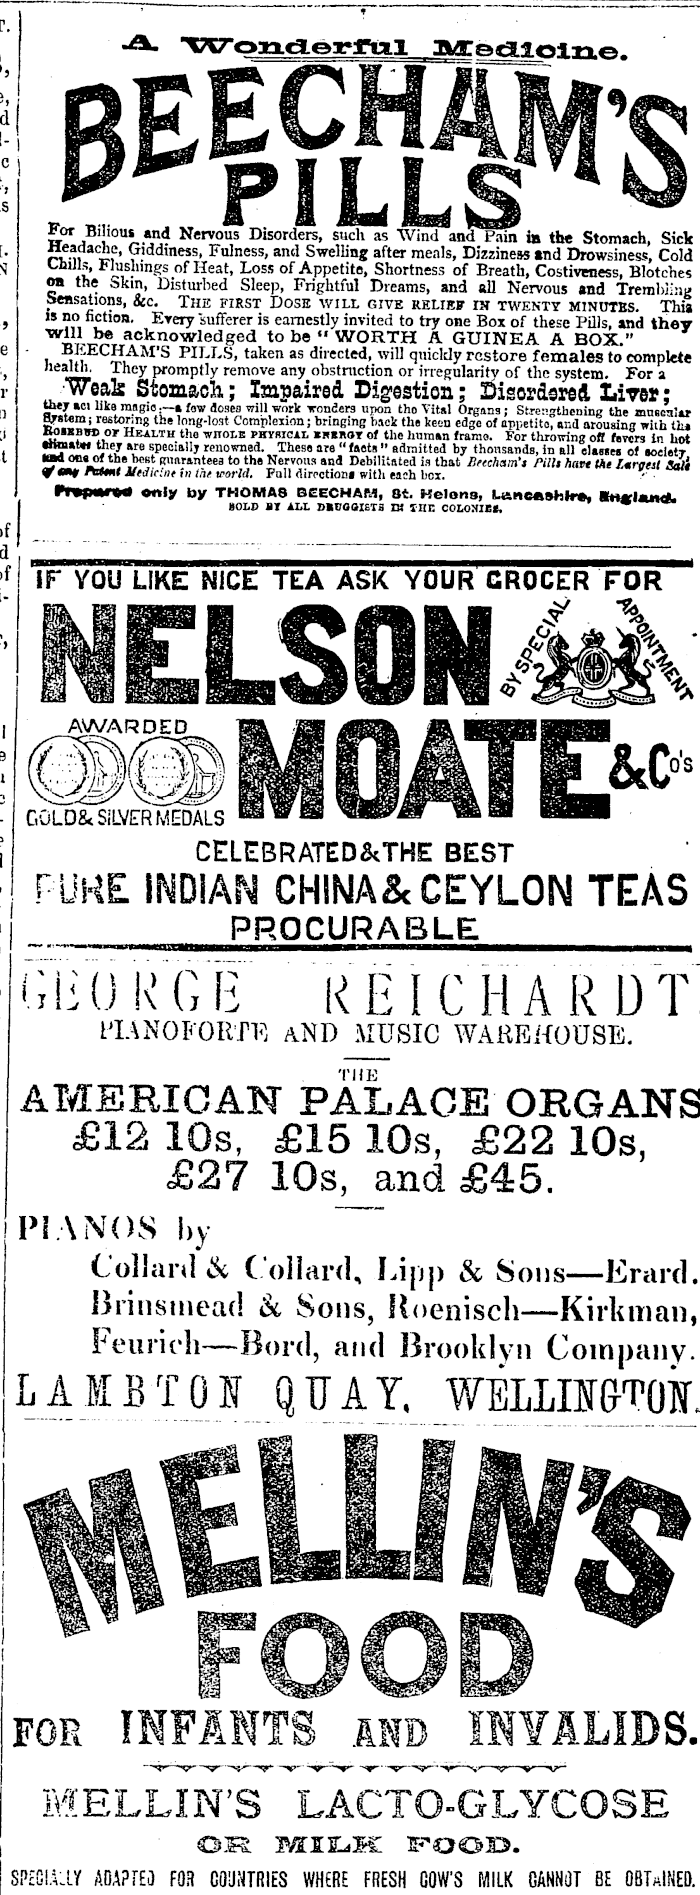 A Wonderful Medicine.
BEECHAM'S
PILLS
For Bilious and Nervous Disorders, such as Wind and Pain in the Stomach, Sick
Headache, Giddiness, Fulness, and Swelling after meals, Dizziness and Drowsiness, Cold
Chills, Flushings of Heat, Loss of Appetite, Shortness of Breath, Costiveness, Blotches
on the Skin, Disturbed Sleep, Frightful Dreams, and all Nervous and Trembling
Sensations, &c. THE FIRST DOSE WILL GIVE RELIEF IN TWENTY MINUTES. This
is no fiction. Every sufferer is earnestly invited to try one Box of these Pills, and they
will be acknowledged to be "WORTH A GUINEA A BOX."
BEECHAM'S PILLS, taken as directed, will quickly restore females to complete
health. They promptly remove any obstruction or irregularity of the system. For a
Weak Stomach; Impaired Digestion; Disordered Liver;
they act like magic:—a few doses will work wonders upon the Vital Organs; Strengthening the muscular
System; restoring the long-lost Complexion; bringing back the keen edge of appetite, and arousing with the
ROSEBUD OF HEALTH the WHOLE PHYSICAL ENERGY of the human frame. For throwing off fevers in hot
climates they are specially renowned. These are "facts" admitted by thousands, in all classes of society,
and one of the best guarantees to the Nervous and Debilitated is that Beecham's Pills have the Largest Sale
of any Patent Medicine in the world. Full directions with each box.
Prepared only by THOMAS BEECHAM, St. Helens, Lancashire, England.
SOLD BY ALL DRUGGISTS IN THE COLONIES.
IF YOU LIKE NICE TEA ASK YOUR GROCER FOR
NELSON
BY SPECIAL APPOINTMENT
MOATE & Co's
AWARDED
GOLD & SILVER MEDALS
CELEBRATED & THE BEST
PURE INDIAN CHINA & CEYLON TEAS
PROCURABLE
GEORGE REICHARDT
PIANOFORTE AND MUSIC WAREHOUSE.
THE
AMERICAN PALACE ORGANS
£12 10s, £15 10s, £22 10s,
£27 10s, and £45.
PIANOS by
Collard & Collard, Lipp & Sons—Erard.
Brinsmead & Sons, Roenisch—Kirkman,
Feurich—Bord, and Brooklyn Company.
LAMBTON QUAY, WELLINGTON.
MELLIN'S
FOOD
FOR INFANTS AND INVALIDS.
MELLIN'S LACTO-GLYCOSE
OR MILK FOOD.
SPECIALLY ADAPTED FOR COUNTRIES WHERE FRESH COW'S MILK CANNOT BE OBTAINED.